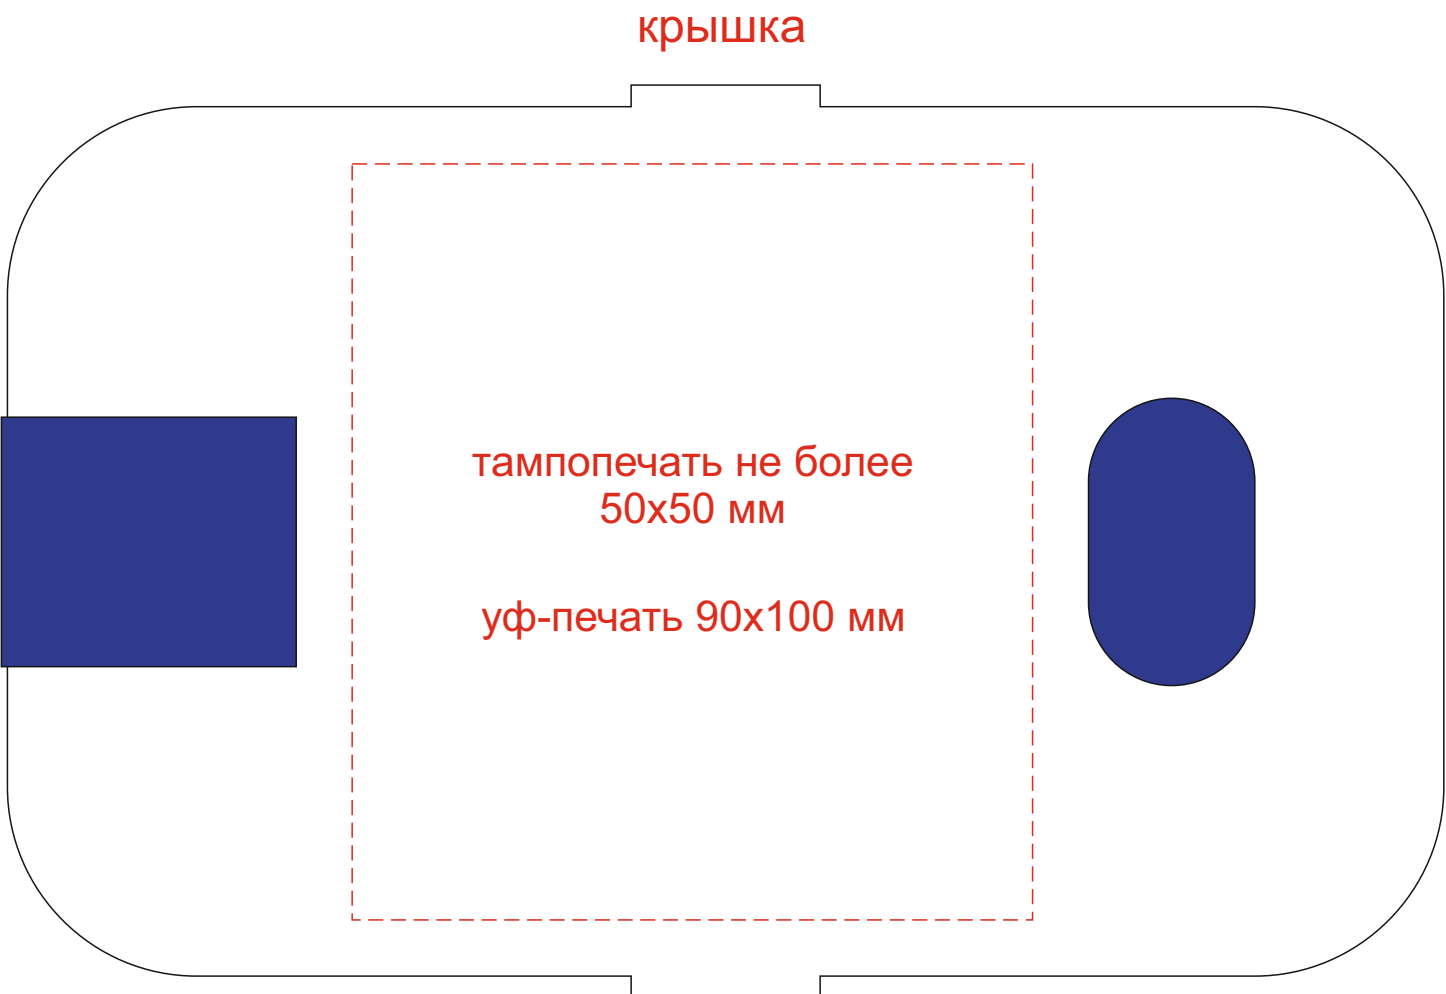 крышка
тампопечать не более
50х50 мм
уф-печать 90х100 мм